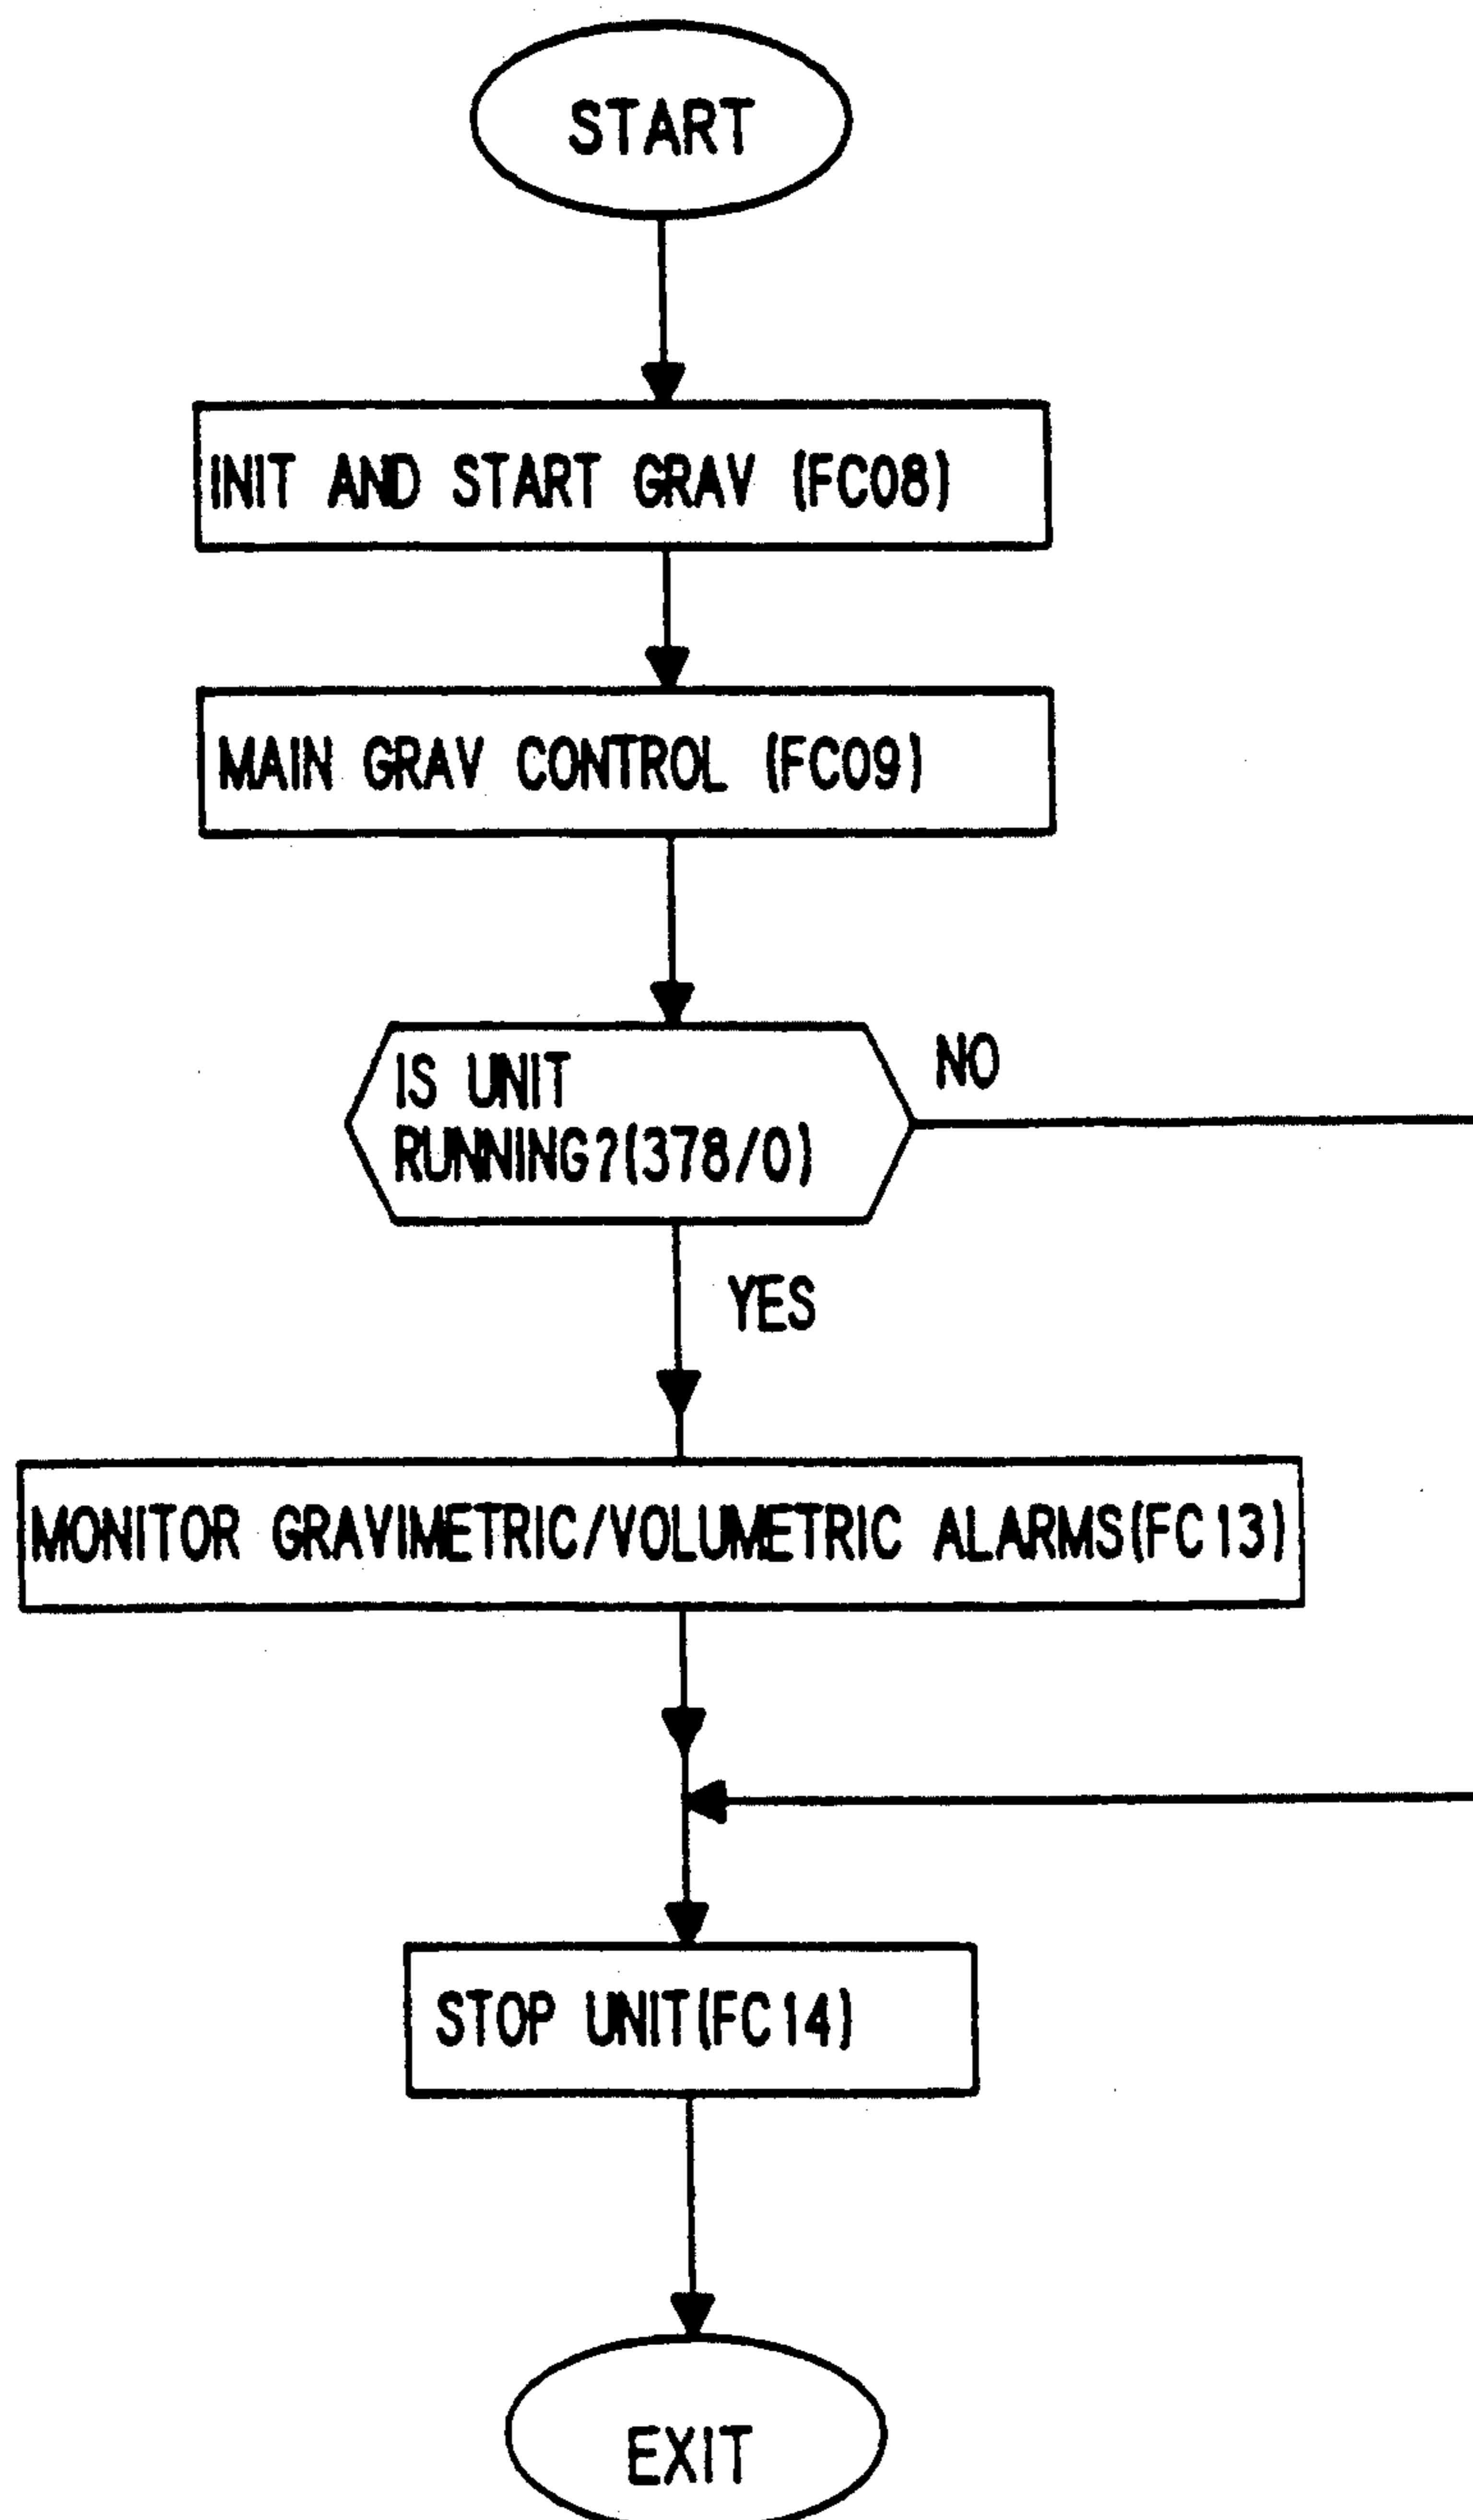 START
INIT AND START GRAV (FC08)
MAIN GRAV CONTROL (FC09)
IS UNIT
RUNNING?(378/0)
NO
YES
MONITOR GRAVIMETRIC/VOLUMETRIC ALARMS(FC13)
STOP UNIT(FC14)
EXIT